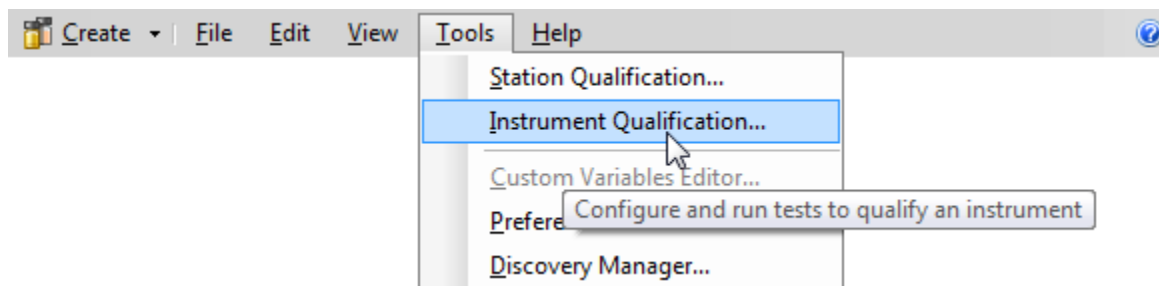 Create File Edit View Tools Help
Station Qualification...
Instrument Qualification...
Custom Variables Editor...
Configure and run tests to qualify an instrument
Prefere
Discovery Manager...